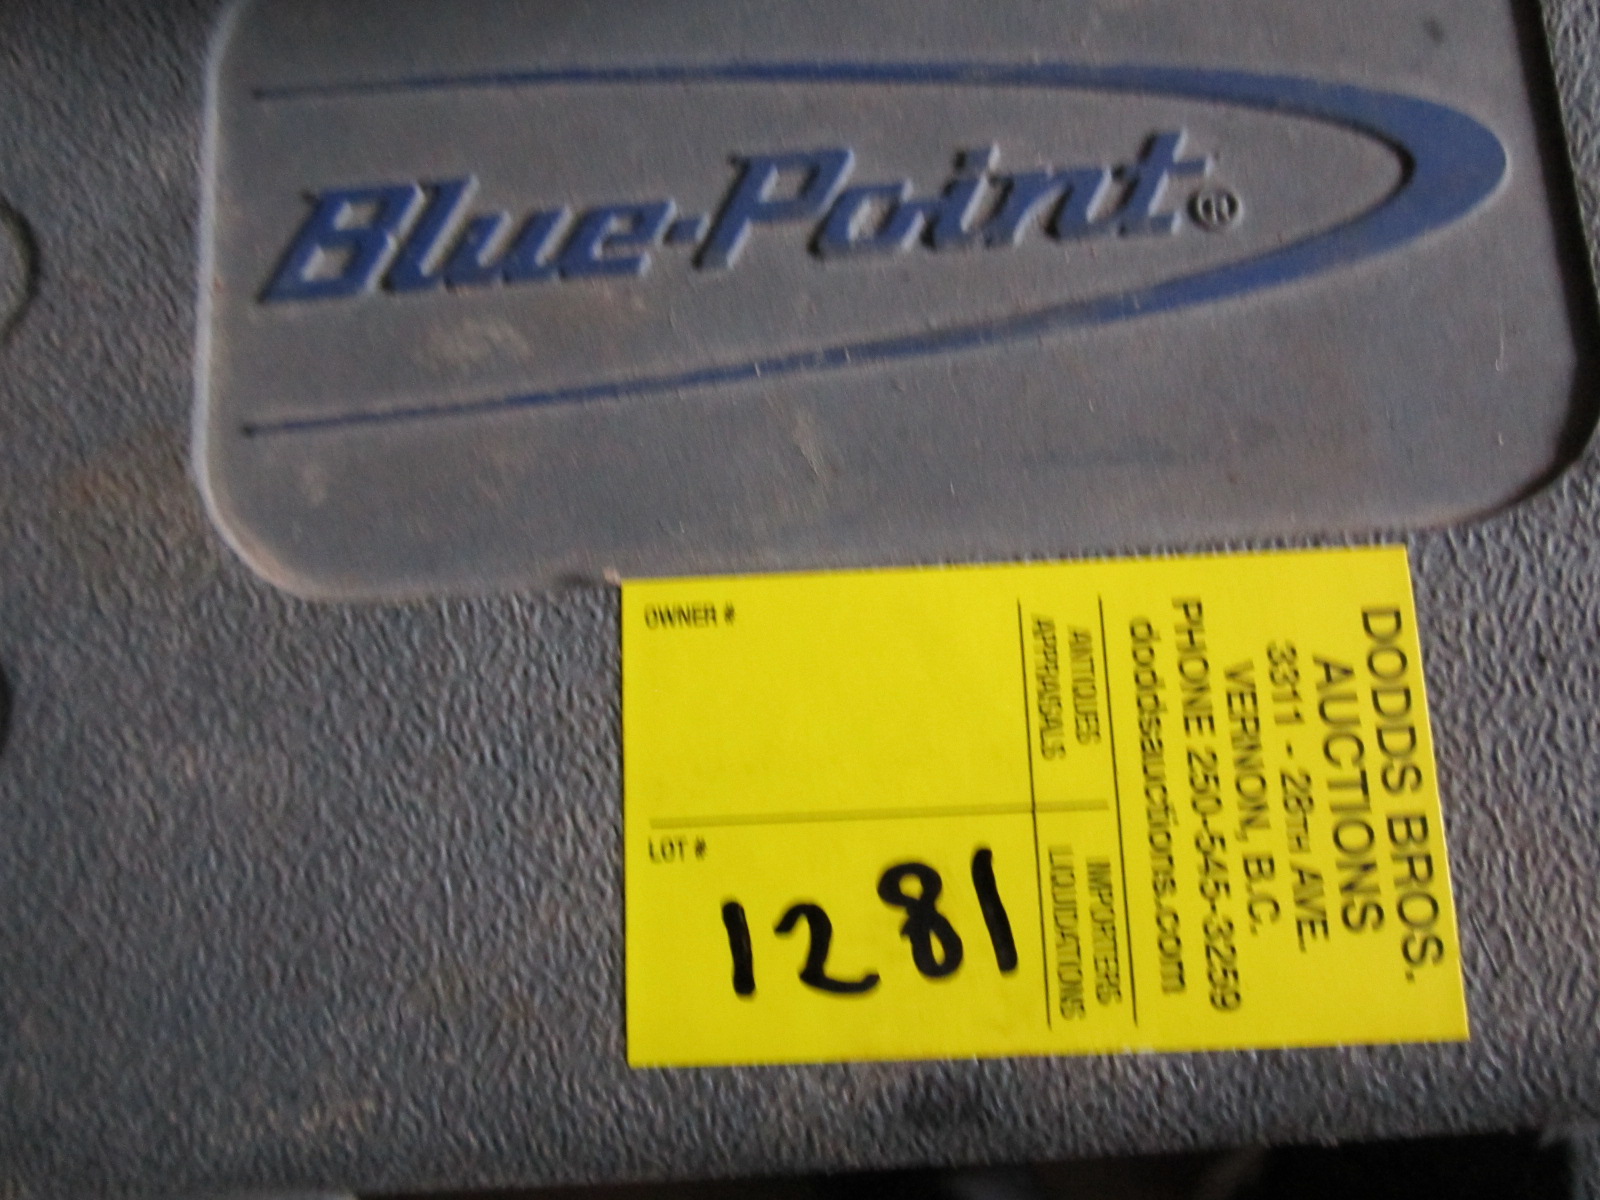 Blue-Point®
OWNER #
LOT #
1281
DODDS BROS.
AUCTIONS
3311 - 28TH AVE.
VERNON, B.C.
PHONE 250-545-3259
doddsauctions.com
ANTIQUES IMPORTERS
APPRAISALS LIQUIDATIONS